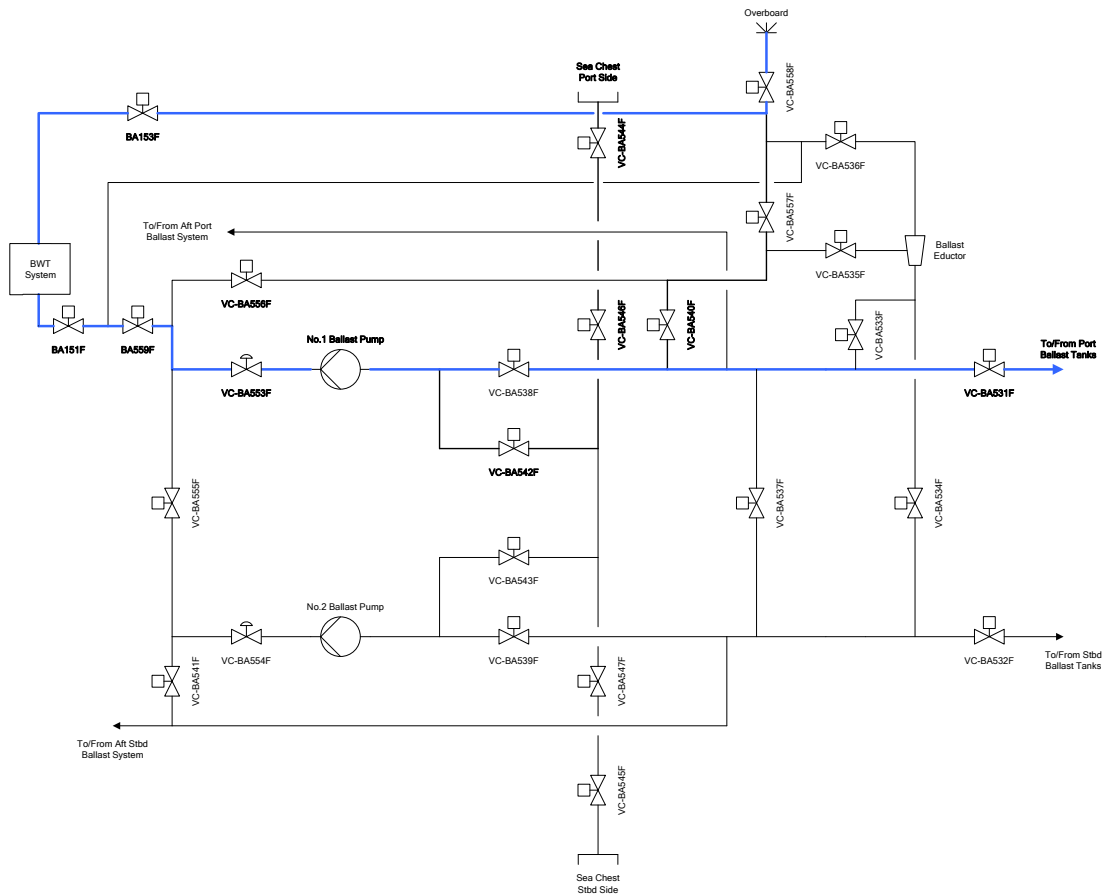 Overboard
Sea Chest
Port Side
VC-BA558F
BA153F
VC-BA544F
VC-BA536F
VC-BA557F
To/From Aft Port
Ballast System
BWT
System
VC-BA535F
Ballast
Eductor
VC-BA556F
VC-BA546F
VC-BA540F
VC-BA533F
BA151F
BA559F
No.1 Ballast Pump
To/From Port
Ballast Tanks
VC-BA553F
VC-BA538F
VC-BA531F
VC-BA542F
VC-BA555F
VC-BA537F
VC-BA534F
VC-BA543F
No.2 Ballast Pump
VC-BA554F
VC-BA539F
VC-BA532F
To/From Stbd
Ballast Tanks
VC-BA541F
VC-BA547F
To/From Aft Stbd
Ballast System
VC-BA545F
Sea Chest
Stbd Side